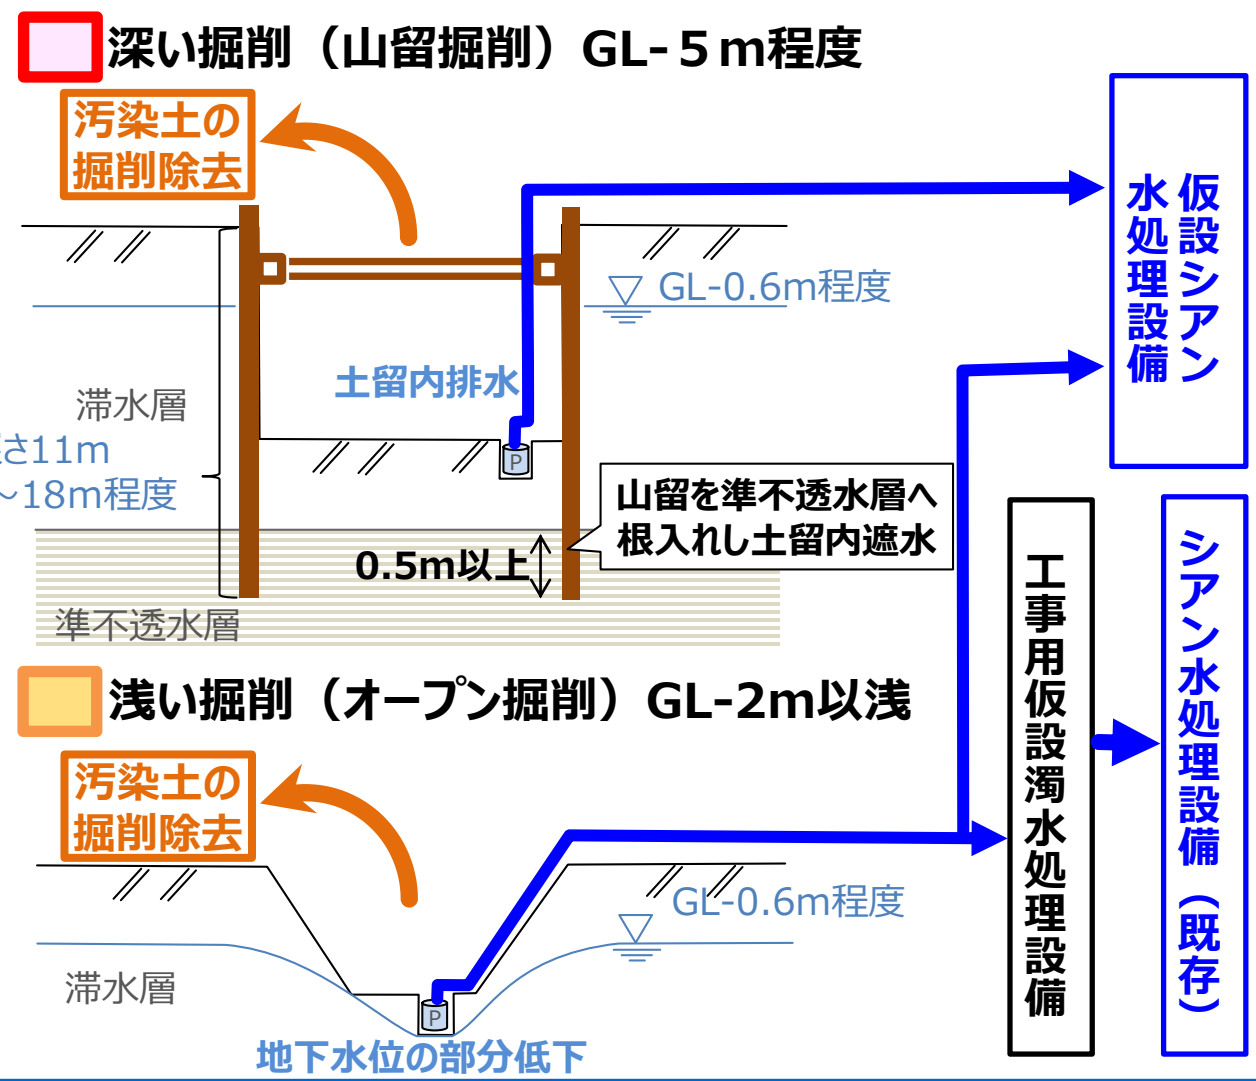 深い掘削（山留掘削）GL-５m程度
汚染土の
掘削除去
GL-0.6m程度
土留内排水
滞水層
さ11m
～18m程度
P
山留を準不透水層へ
根入れし土留内遮水
0.5m以上
準不透水層
仮設シアン
水処理設備
浅い掘削（オープン掘削）GL-2m以浅
汚染土の
掘削除去
GL-0.6m程度
滞水層
P
地下水位の部分低下
工事用仮設濁水処理設備
シアン水処理設備（既存）